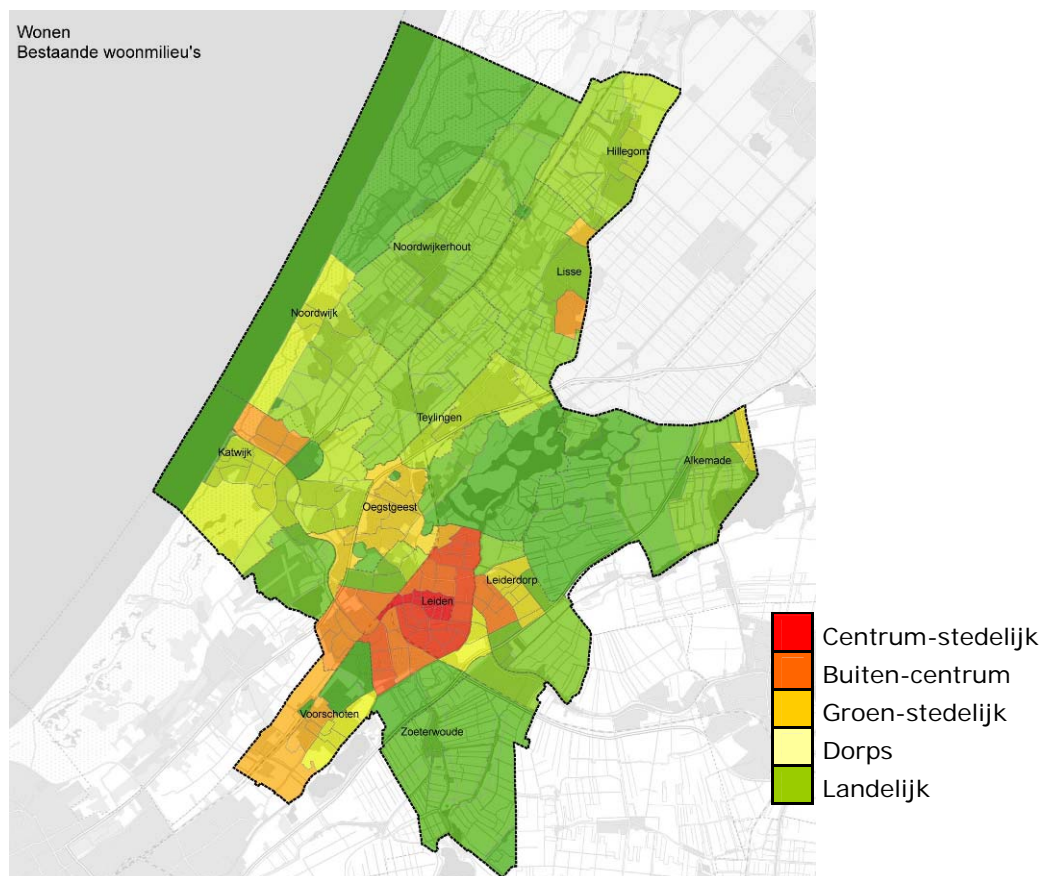 Wonen
Bestaande woonmilieu's
Hillegom
Noordwijkerhout
Lisse
Noordwijk
Teylingen
Katwijk
Alkemade
Oegstgeest
Leiderdorp
Leiden
Voorschoten
Zoeterwoude
Centrum-stedelijk
Buiten-centrum
Groen-stedelijk
Dorps
Landelijk